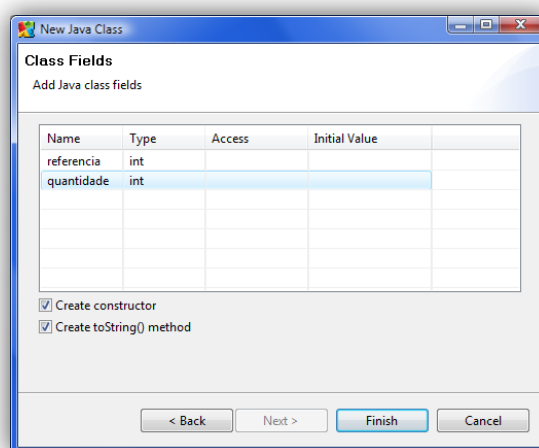 New Java Class
Class Fields
Add Java class fields
Name Type Access Initial Value
referencia int
quantidade int
Create constructor
Create toString() method
< Back Next > Finish Cancel